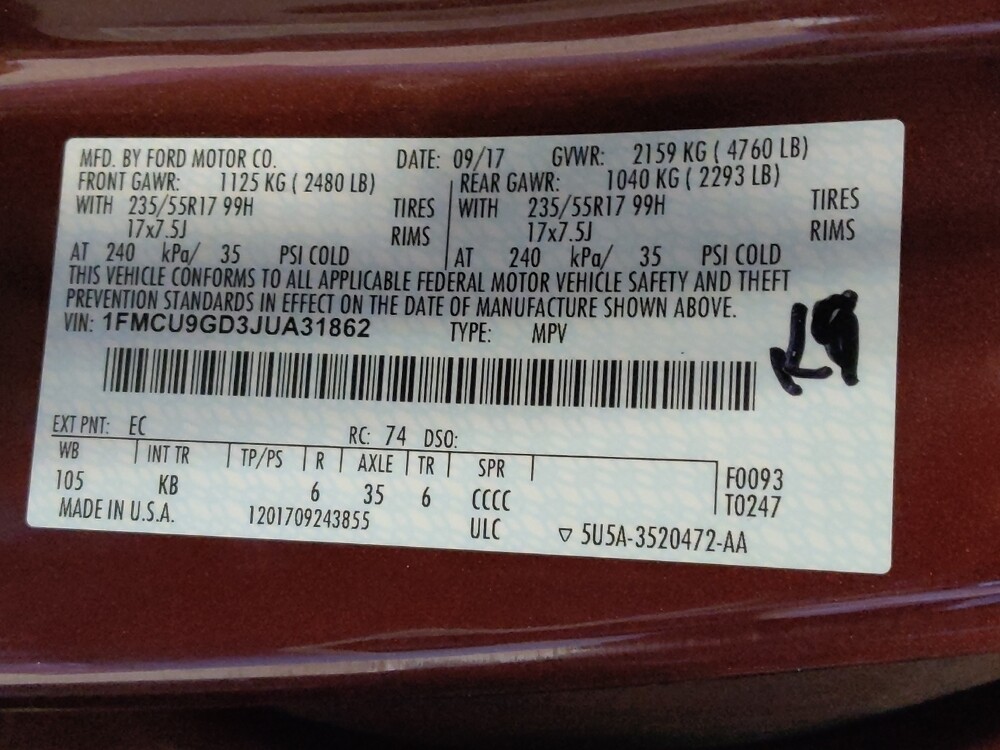 MFD. BY FORD MOTOR CO. DATE: 09/17 GVWR: 2159 KG ( 4760 LB)
FRONT GAWR: 1125 KG ( 2480 LB) REAR GAWR: 1040 KG ( 2293 LB)
WITH 235/55R17 99H TIRES WITH 235/55R17 99H TIRES
17x7.5J RIMS 17x7.5J RIMS
AT 240 kPa/ 35 PSI COLD AT 240 kPa/ 35 PSI COLD
THIS VEHICLE CONFORMS TO ALL APPLICABLE FEDERAL MOTOR VEHICLE SAFETY AND THEFT
PREVENTION STANDARDS IN EFFECT ON THE DATE OF MANUFACTURE SHOWN ABOVE.
VIN: 1FMCU9GD3JUA31862 TYPE: MPV
EXT PNT: EC RC: 74 DSO:
WB INT TR TP/PS R AXLE TR SPR F0093
105 KB 6 35 6 CCCC T0247
MADE IN U.S.A. 1201709243855 ULC ▽ 5U5A-3520472-AA